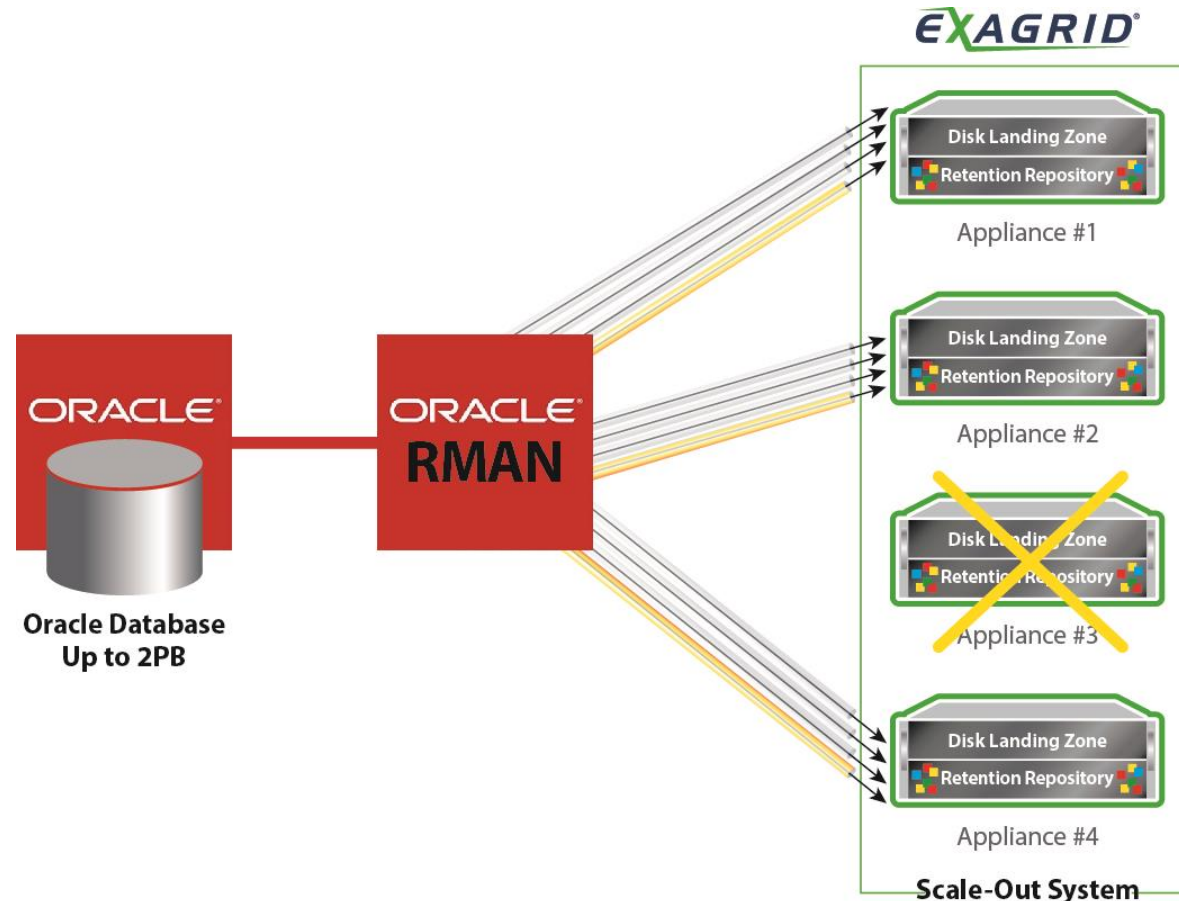 EXAGRID®
Disk Landing Zone
Retention Repository
Appliance #1
Disk Landing Zone
Retention Repository
Appliance #2
ORACLE®
Oracle Database
Up to 2PB
ORACLE®
RMAN
Disk Landing Zone
Retention Repository
Appliance #3
Disk Landing Zone
Retention Repository
Appliance #4
Scale-Out System